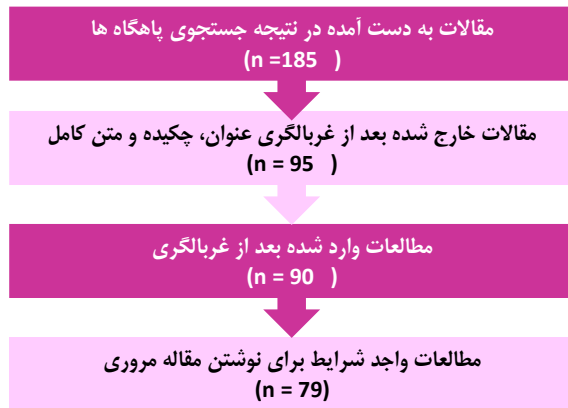 مقالات به دست آمده در نتیجه جستجوی پاهگاه ها
(n =185 )
مقالات خارج شده بعد از غربالگری عنوان، چکیده و متن کامل
(n = 95 )
مطالعات وارد شده بعد از غربالگری
(n = 90 )
مطالعات واجد شرایط برای نوشتن مقاله مروری
(n = 79)